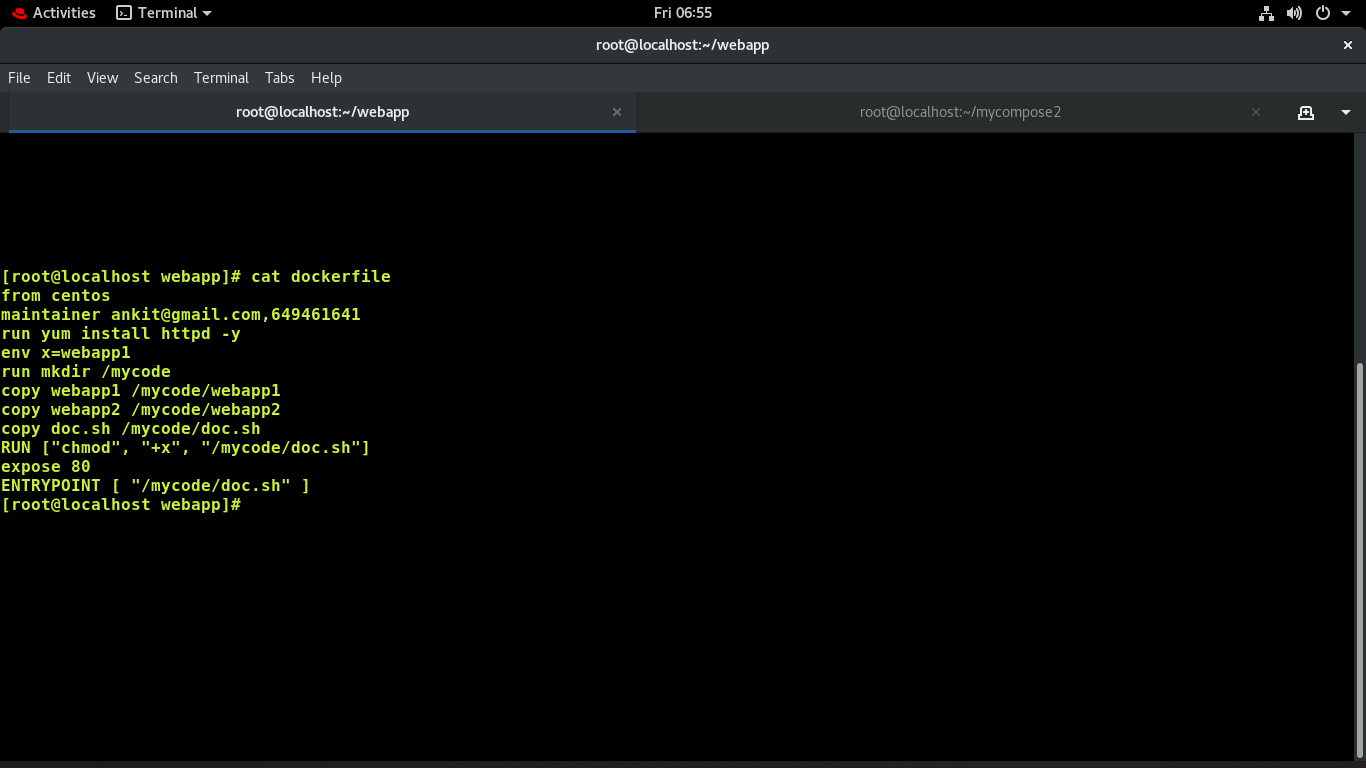 Activities
Terminal
Fri 06:55
root@localhost:~/webapp
File Edit View Search Terminal Tabs Help
root@localhost:~/webapp
root@localhost:~/mycompose2
[root@localhost webapp]# cat dockerfile
from centos
maintainer ankit@gmail.com,649461641
run yum install httpd -y
env x=webapp1
run mkdir /mycode
copy webapp1 /mycode/webapp1
copy webapp2 /mycode/webapp2
copy doc.sh /mycode/doc.sh
RUN ["chmod", "+x", "/mycode/doc.sh"]
expose 80
ENTRYPOINT [ "/mycode/doc.sh" ]
[root@localhost webapp]#